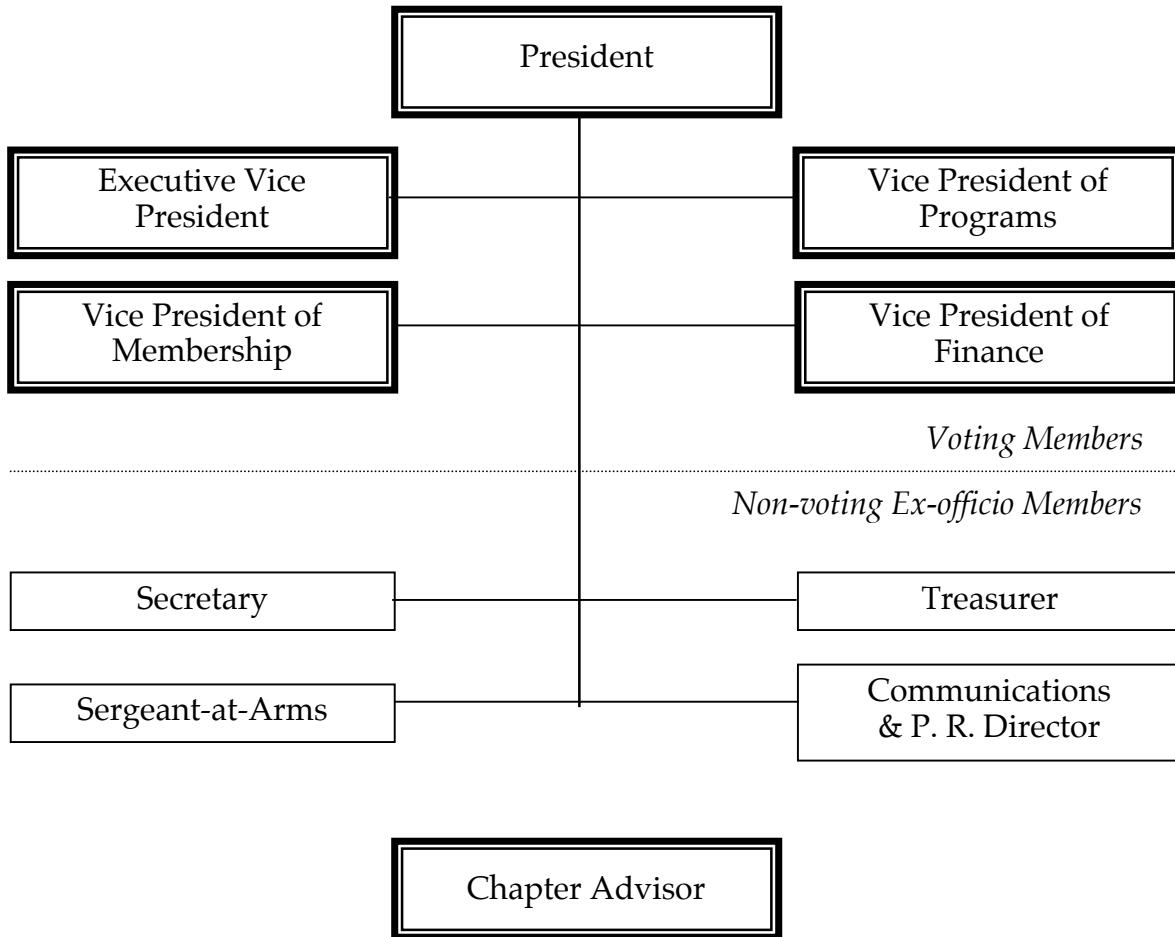 President
Executive Vice
President
Vice President of
Programs
Vice President of
Membership
Vice President of
Finance
Voting Members
Non-voting Ex-officio Members
Secretary
Treasurer
Sergeant-at-Arms
Communications
& P. R. Director
Chapter Advisor